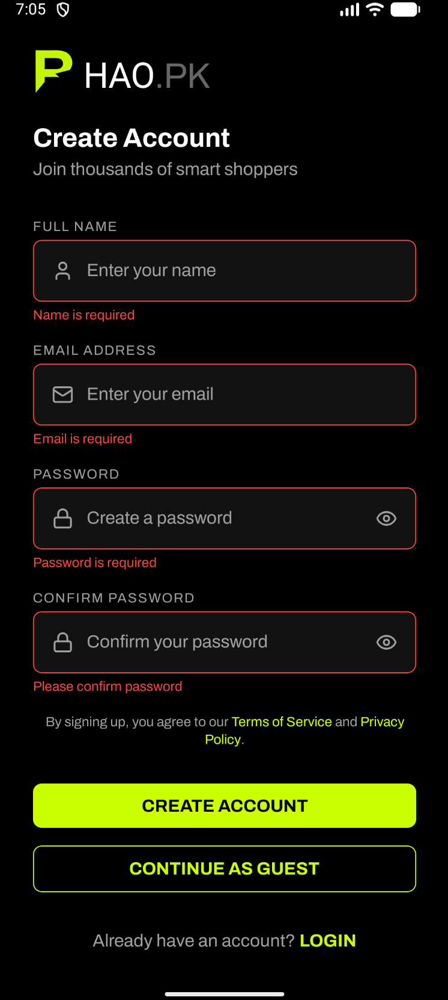 7:05
HAO.PK
Create Account
Join thousands of smart shoppers
FULL NAME
Enter your name
Name is required
EMAIL ADDRESS
Enter your email
Email is required
PASSWORD
Create a password
Password is required
CONFIRM PASSWORD
Confirm your password
Please confirm password
By signing up, you agree to our Terms of Service and Privacy
Policy.
CREATE ACCOUNT
CONTINUE AS GUEST
Already have an account? LOGIN